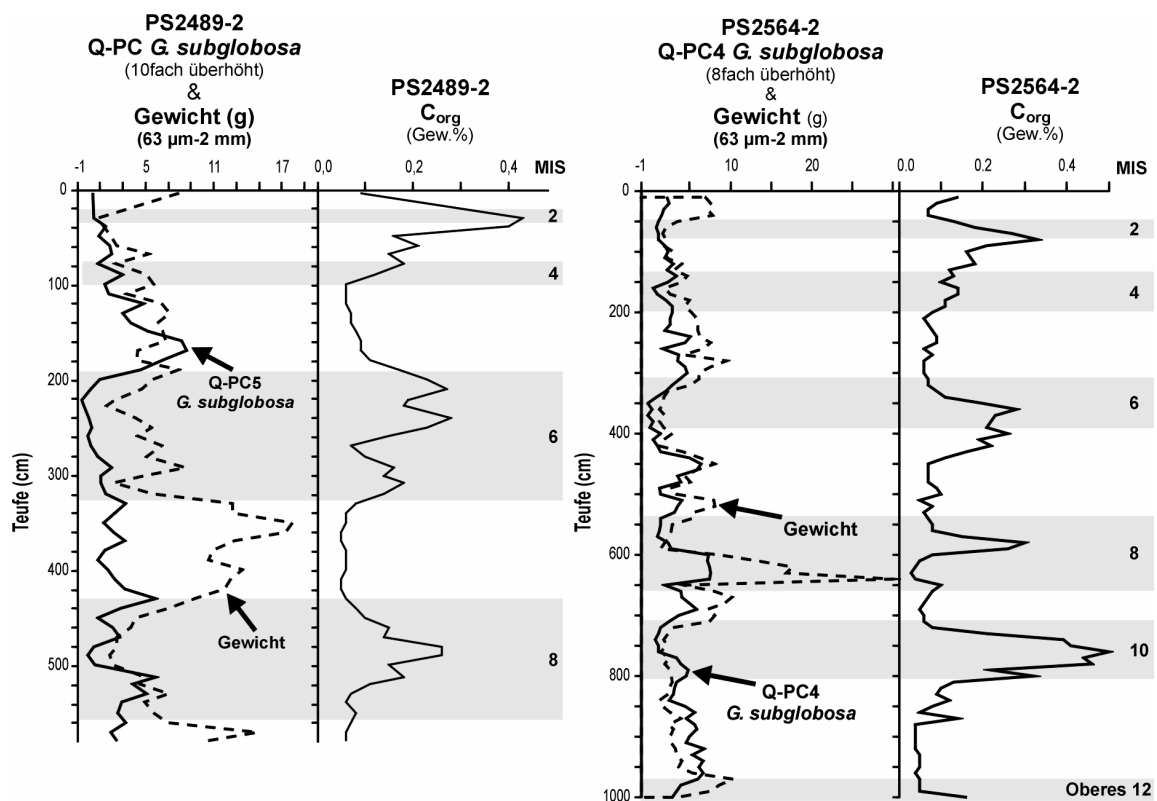 PS2489-2
Q-PC G. subglobosa
(10fach überhöht)
&
Gewicht (g)
(63 µm-2 mm)
PS2489-2
Corg
(Gew.%)
-1 5 11 17
0,0 0,2 0,4 MIS
Teufe (cm)
0
100
200
300
400
500
Q-PC5
G. subglobosa
Gewicht
2
4
6
8
PS2564-2
Q-PC4 G. subglobosa
(8fach überhöht)
&
Gewicht (g)
(63 µm-2 mm)
PS2564-2
Corg
(Gew.%)
-1 10 20
0.0 0.2 0.4 MIS
Teufe (cm)
0
200
400
600
800
1000
Gewicht
Q-PC4
G. subglobosa
2
4
6
8
10
Oberes 12